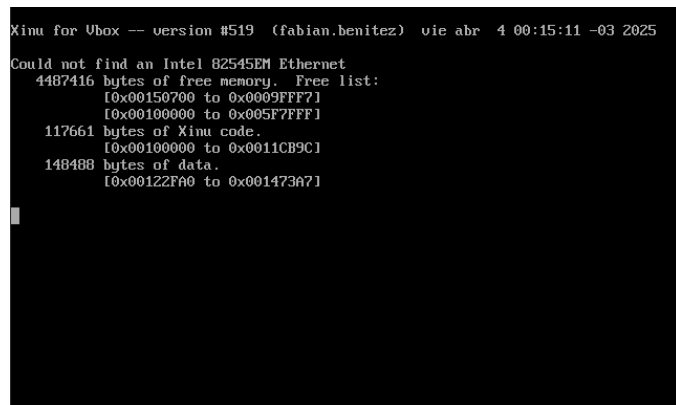 Xinu for Vbox -- version #519  (fabian.benitez)  vie abr  4 00:15:11 -03 2025
Could not find an Intel 82545EM Ethernet
4487416 bytes of free memory.  Free list:
[0x00150700 to 0x0009FFF7]
[0x00100000 to 0x005F7FFF]
117661 bytes of Xinu code.
[0x00100000 to 0x0011CB9C]
148488 bytes of data.
[0x00122FA0 to 0x001473A7]